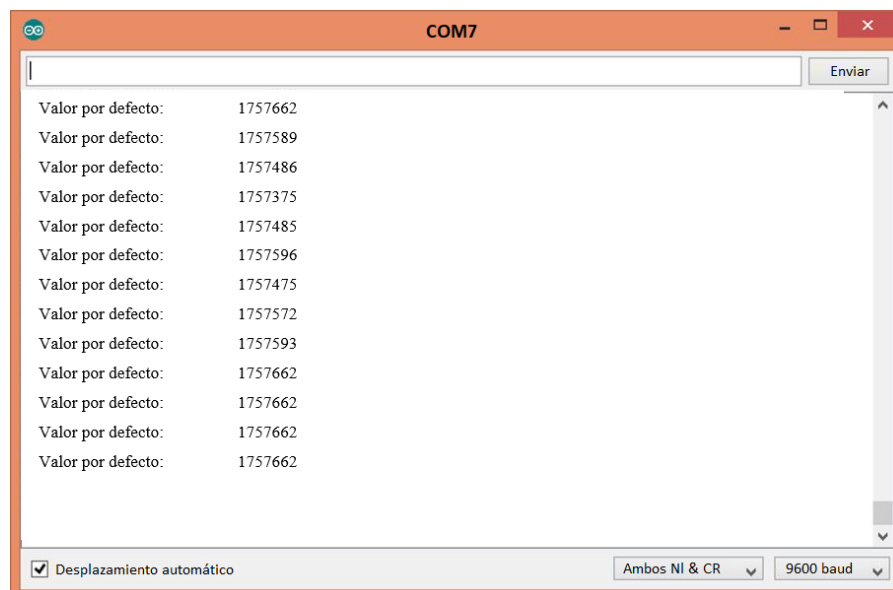 COM7
Enviar
Valor por defecto: 1757662
Valor por defecto: 1757589
Valor por defecto: 1757486
Valor por defecto: 1757375
Valor por defecto: 1757485
Valor por defecto: 1757596
Valor por defecto: 1757475
Valor por defecto: 1757572
Valor por defecto: 1757593
Valor por defecto: 1757662
Valor por defecto: 1757662
Valor por defecto: 1757662
Valor por defecto: 1757662
Desplazamiento automático Ambos Nl & CR 9600 baud